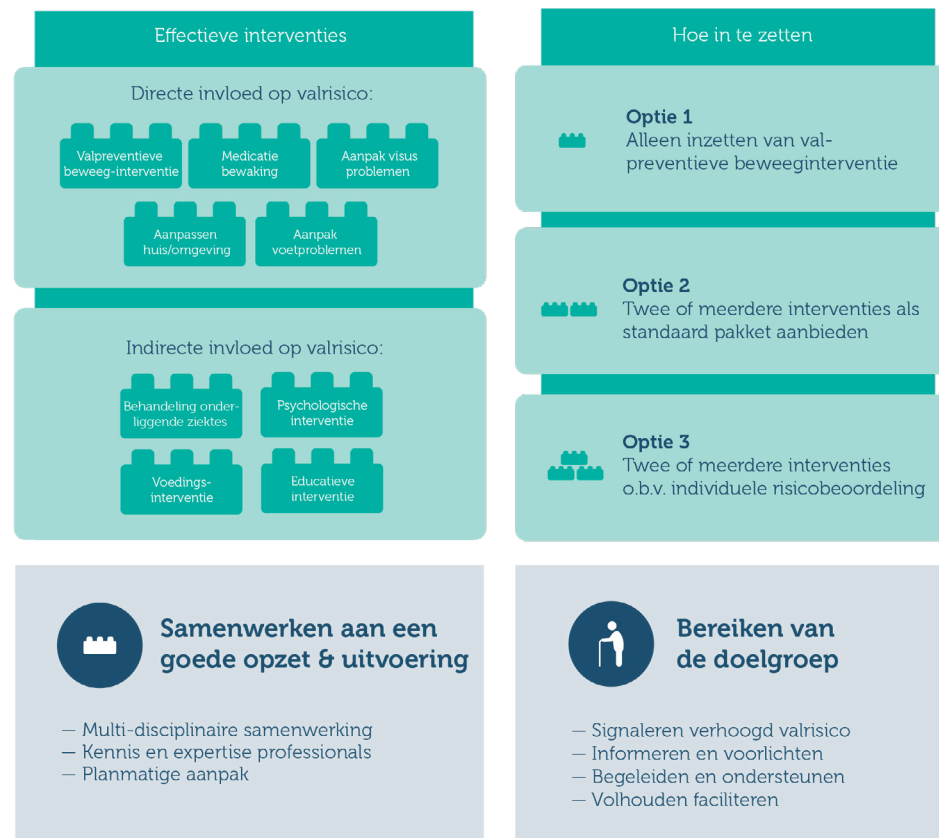 Effectieve interventies
Directe invloed op valrisico:
Valpreventieve
beweeg-interventie
Medicatie
bewaking
Aanpak visus
problemen
Aanpassen
huis/omgeving
Aanpak
voetproblemen
Indirecte invloed op valrisico:
Behandeling onder-
liggende ziektes
Psychologische
interventie
Voedings-
interventie
Educatieve
interventie
Hoe in te zetten
Optie 1
Alleen inzetten van val-
preventieve beweeginterventie
Optie 2
Twee of meerdere interventies als
standaard pakket aanbieden
Optie 3
Twee of meerdere interventies
o.b.v. individuele risicobeoordeling
Samenwerken aan een
goede opzet & uitvoering
— Multi-disciplinaire samenwerking
— Kennis en expertise professionals
— Planmatige aanpak
Bereiken van
de doelgroep
— Signaleren verhoogd valrisico
— Informeren en voorlichten
— Begeleiden en ondersteunen
— Volhouden faciliteren